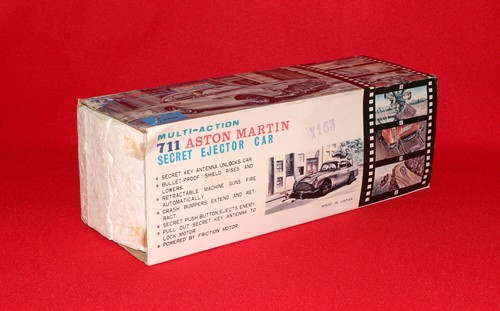 MULTI-ACTION
711 ASTON MARTIN
SECRET EJECTOR CAR
X153
★ SECRET KEY ANTENNA UNLOCKS CAR
★ BULLET-PROOF SHIELD RISES AND
LOWERS.
★ RETRACTABLE MACHINE GUNS FIRE
AUTOMATICALLY
★ CRASH BUMPERS EXTEND AND RET-
RACT.
★ SECRET PUSH BUTTON EJECTS ENEMY
★ PULL OUT SECRET KEY ANTENNA TO
LOCK MOTOR
★ POWERED BY FRICTION MOTOR.
MADE IN JAPAN